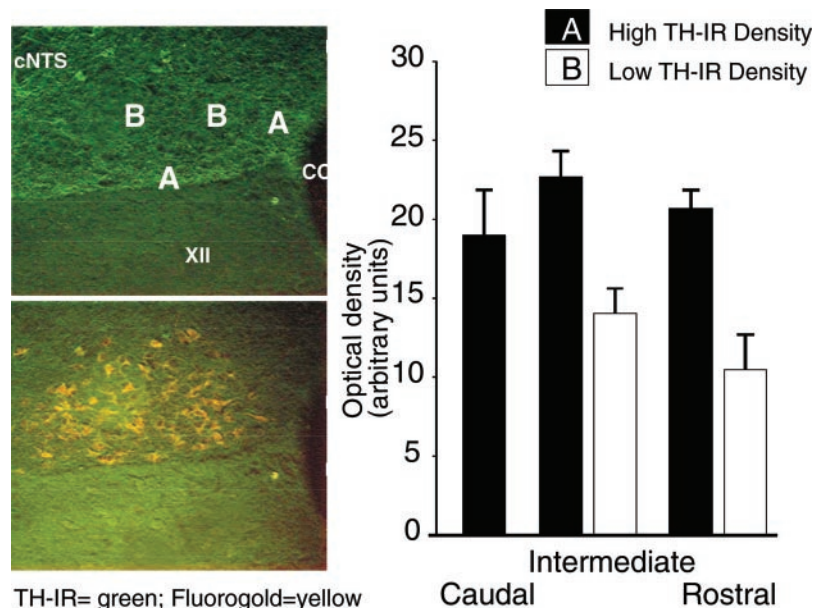 cNTS
B B A
A
CC
XII
TH-IR= green; Fluorogold=yellow
A High TH-IR Density
B Low TH-IR Density
30
25
20
15
10
5
0
Optical density
(arbitrary units)
Intermediate
Caudal Rostral